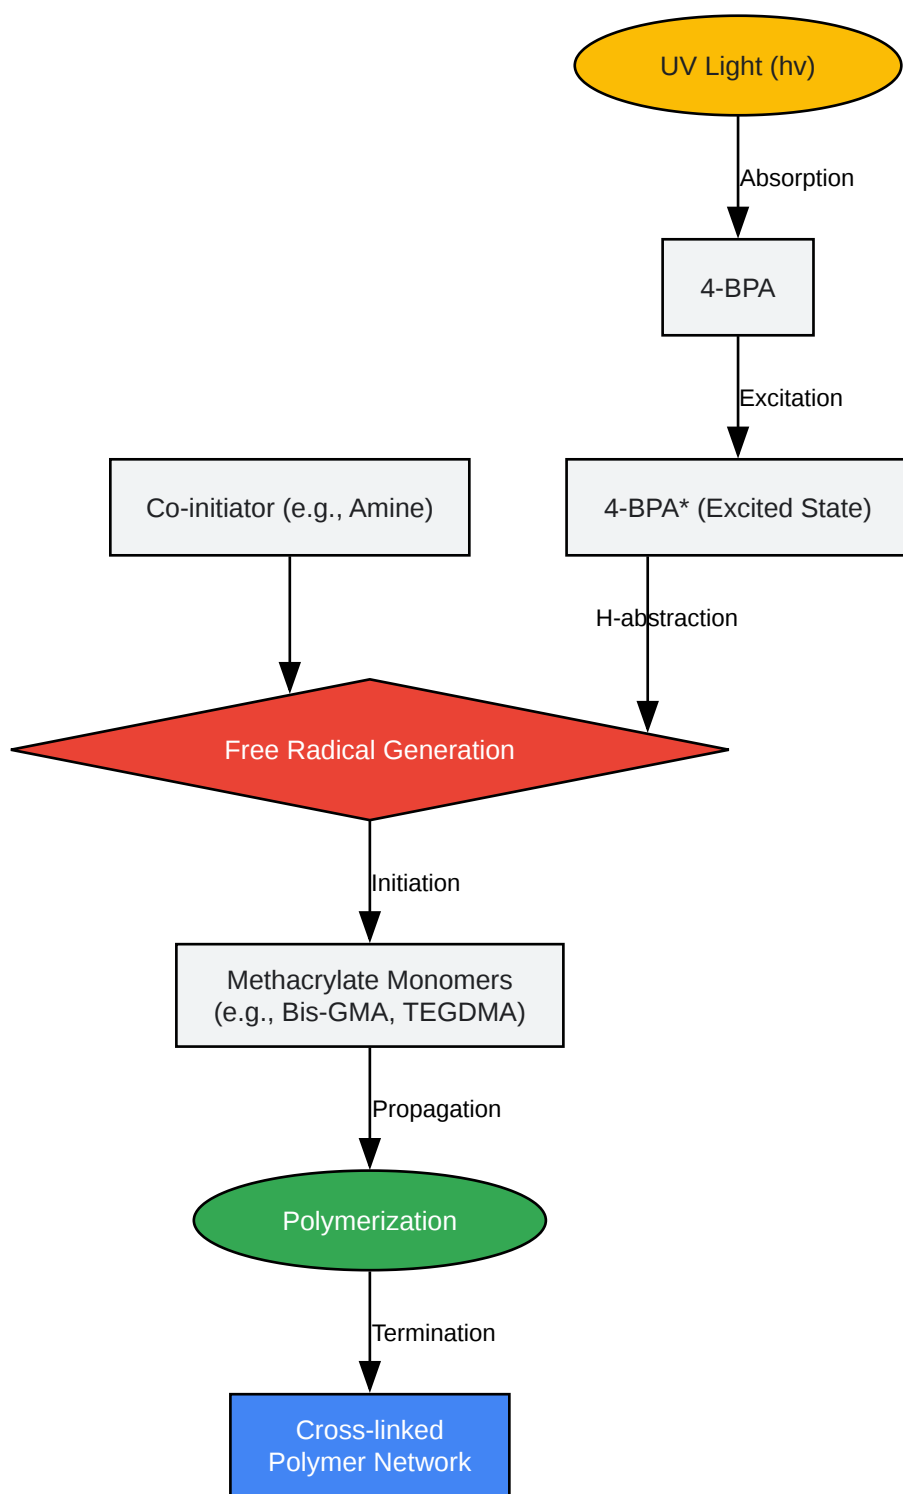 UV Light (hv)
Absorption
4-BPA
Excitation
Co-initiator (e.g., Amine)
4-BPA* (Excited State)
H-abstraction
Free Radical Generation
Initiation
Methacrylate Monomers
(e.g., Bis-GMA, TEGDMA)
Propagation
Polymerization
Termination
Cross-linked
Polymer Network